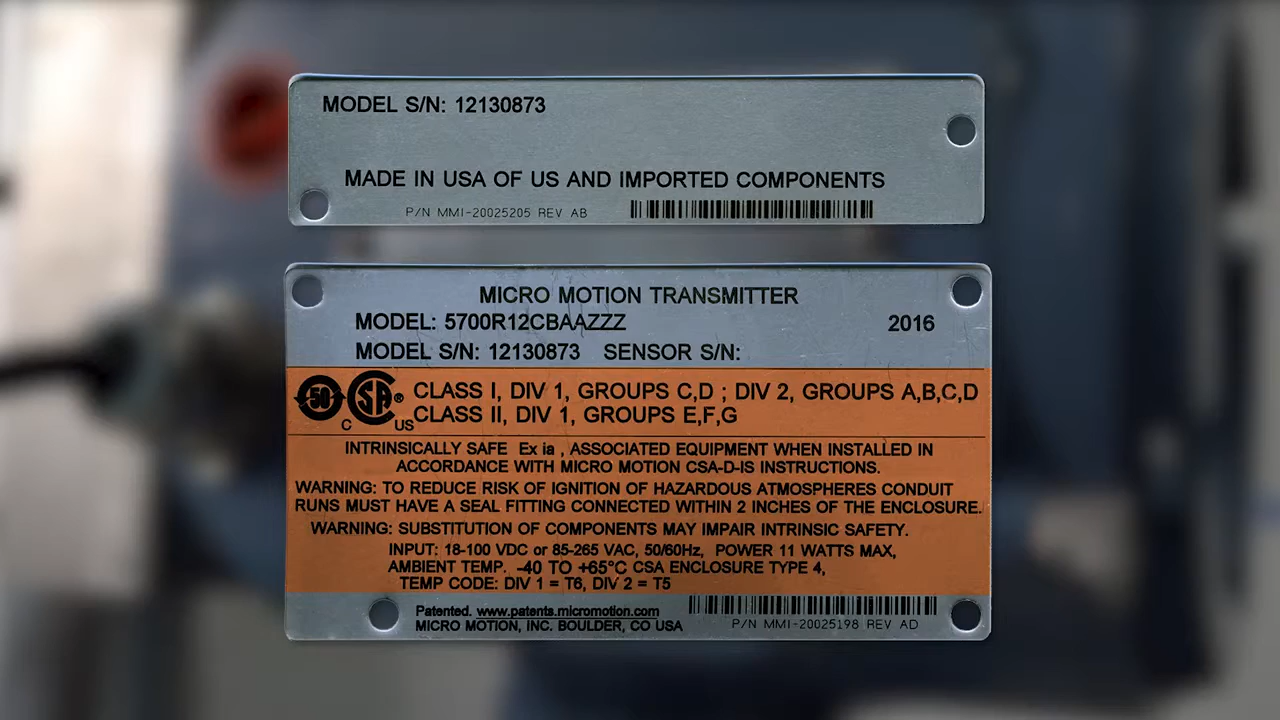 MODEL S/N: 12130873
MADE IN USA OF US AND IMPORTED COMPONENTS
P/N MMI-20025205 REV AB
MICRO MOTION TRANSMITTER
MODEL: 5700R12CBAAZZZ 2016
MODEL S/N: 12130873 SENSOR S/N:
50 C SA ® US
CLASS I, DIV 1, GROUPS C,D ; DIV 2, GROUPS A,B,C,D
CLASS II, DIV 1, GROUPS E,F,G
INTRINSICALLY SAFE Ex ia , ASSOCIATED EQUIPMENT WHEN INSTALLED IN
ACCORDANCE WITH MICRO MOTION CSA-D-IS INSTRUCTIONS.
WARNING: TO REDUCE RISK OF IGNITION OF HAZARDOUS ATMOSPHERES CONDUIT
RUNS MUST HAVE A SEAL FITTING CONNECTED WITHIN 2 INCHES OF THE ENCLOSURE.
WARNING: SUBSTITUTION OF COMPONENTS MAY IMPAIR INTRINSIC SAFETY.
INPUT: 18-100 VDC or 85-265 VAC, 50/60Hz, POWER 11 WATTS MAX,
AMBIENT TEMP. -40 TO +65°C CSA ENCLOSURE TYPE 4,
TEMP CODE: DIV 1 = T6, DIV 2 = T5
Patented. www.patents.micromotion.com
MICRO MOTION, INC. BOULDER, CO USA
P/N MMI-20025198 REV AD